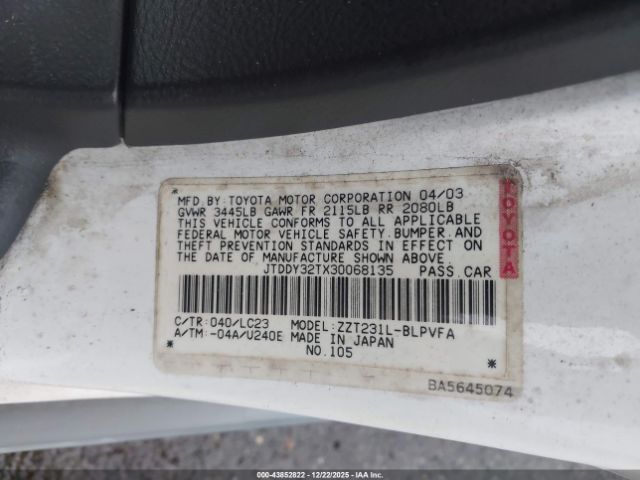 MFD.BY:TOYOTA MOTOR CORPORATION 04/03
GVWR 3445LB GAWR FR 2115LB RR 2080LB
THIS VEHICLE CONFORMS TO ALL APPLICABLE
FEDERAL MOTOR VEHICLE SAFETY,BUMPER,AND
THEFT PREVENTION STANDARDS IN EFFECT ON
THE DATE OF MANUFACTURE SHOWN ABOVE.
JTDDY32TX30068135 PASS.CAR
C/TR:040/LC23 MODEL:ZZT231L-BLPVFA
A/TM:-04A/U240E MADE IN JAPAN
NO.105
TOYOTA
BA5645074
© 000-43852822 - 12/22/2025 - IAAI.COM